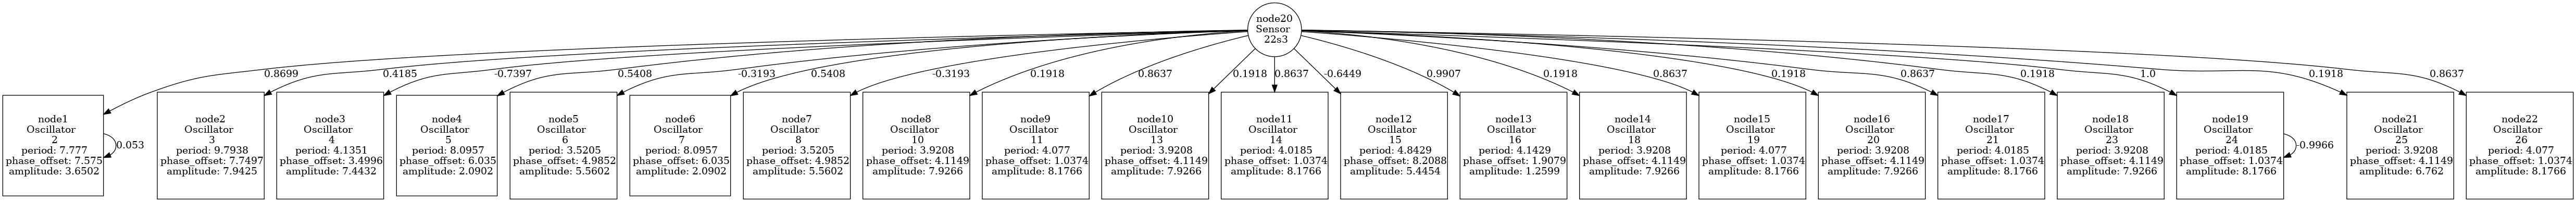 node20
Sensor
22s3
0.8699
0.4185
-0.7397
0.5408
-0.3193
0.5408
-0.3193
0.1918
0.8637
0.1918
0.8637
-0.6449
0.9907
0.1918
0.8637
0.1918
0.8637
0.1918
1.0
0.1918
0.8637
node1
Oscillator
2
period: 7.777
phase_offset: 7.575
amplitude: 3.6502
0.053
node2
Oscillator
3
period: 9.7938
phase_offset: 7.7497
amplitude: 7.9425
node3
Oscillator
4
period: 4.1351
phase_offset: 3.4996
amplitude: 7.4432
node4
Oscillator
5
period: 8.0957
phase_offset: 6.035
amplitude: 2.0902
node5
Oscillator
6
period: 3.5205
phase_offset: 4.9852
amplitude: 5.5602
node6
Oscillator
7
period: 8.0957
phase_offset: 6.035
amplitude: 2.0902
node7
Oscillator
8
period: 3.5205
phase_offset: 4.9852
amplitude: 5.5602
node8
Oscillator
10
period: 3.9208
phase_offset: 4.1149
amplitude: 7.9266
node9
Oscillator
11
period: 4.077
phase_offset: 1.0374
amplitude: 8.1766
node10
Oscillator
13
period: 3.9208
phase_offset: 4.1149
amplitude: 7.9266
node11
Oscillator
14
period: 4.0185
phase_offset: 1.0374
amplitude: 8.1766
node12
Oscillator
15
period: 4.8429
phase_offset: 8.2088
amplitude: 5.4454
node13
Oscillator
16
period: 4.1429
phase_offset: 1.9079
amplitude: 1.2599
node14
Oscillator
18
period: 3.9208
phase_offset: 4.1149
amplitude: 7.9266
node15
Oscillator
19
period: 4.077
phase_offset: 1.0374
amplitude: 8.1766
node16
Oscillator
20
period: 3.9208
phase_offset: 4.1149
amplitude: 7.9266
node17
Oscillator
21
period: 4.0185
phase_offset: 1.0374
amplitude: 8.1766
node18
Oscillator
23
period: 3.9208
phase_offset: 4.1149
amplitude: 7.9266
node19
Oscillator
24
period: 4.0185
phase_offset: 1.0374
amplitude: 8.1766
-0.9966
node21
Oscillator
25
period: 3.9208
phase_offset: 4.1149
amplitude: 6.762
node22
Oscillator
26
period: 4.077
phase_offset: 1.0374
amplitude: 8.1766